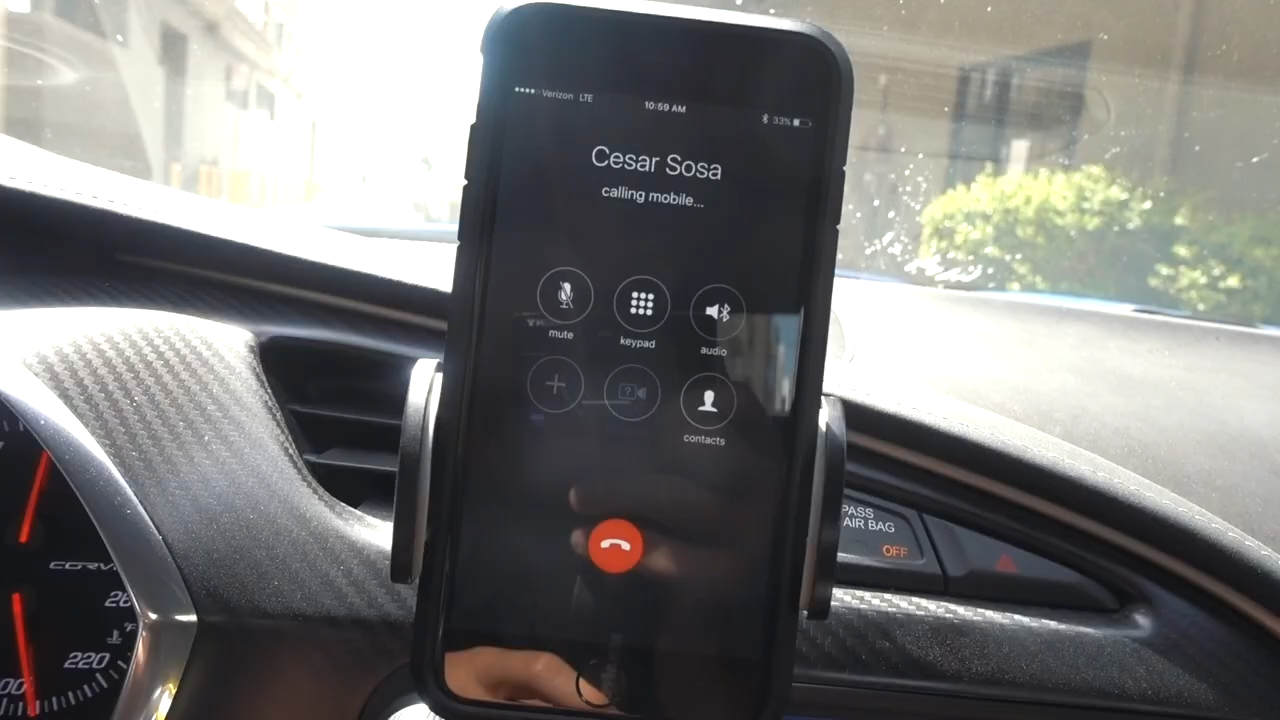 Verizon LTE
10:59 AM
33%
Cesar Sosa
calling mobile...
mute
keypad
audio
?
contacts
PASS
AIR BAG
OFF
CORV
26
°F
220